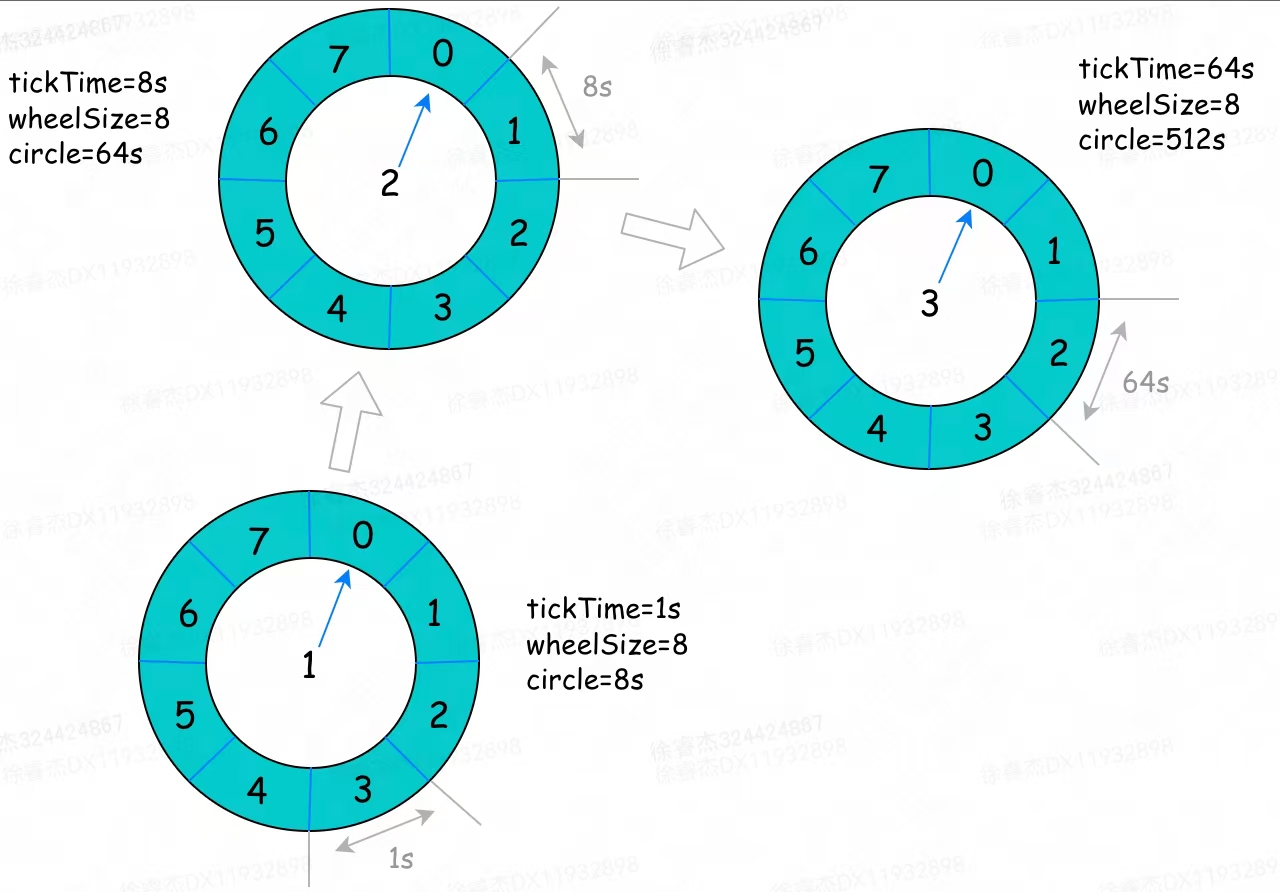 tickTime=8s
wheelSize=8
circle=64s
0
1
2
3
4
5
6
7
2
8s
tickTime=64s
wheelSize=8
circle=512s
0
1
2
3
4
5
6
7
3
64s
0
1
2
3
4
5
6
7
1
1s
tickTime=1s
wheelSize=8
circle=8s
徐睿杰DX11932898
徐睿杰324424867